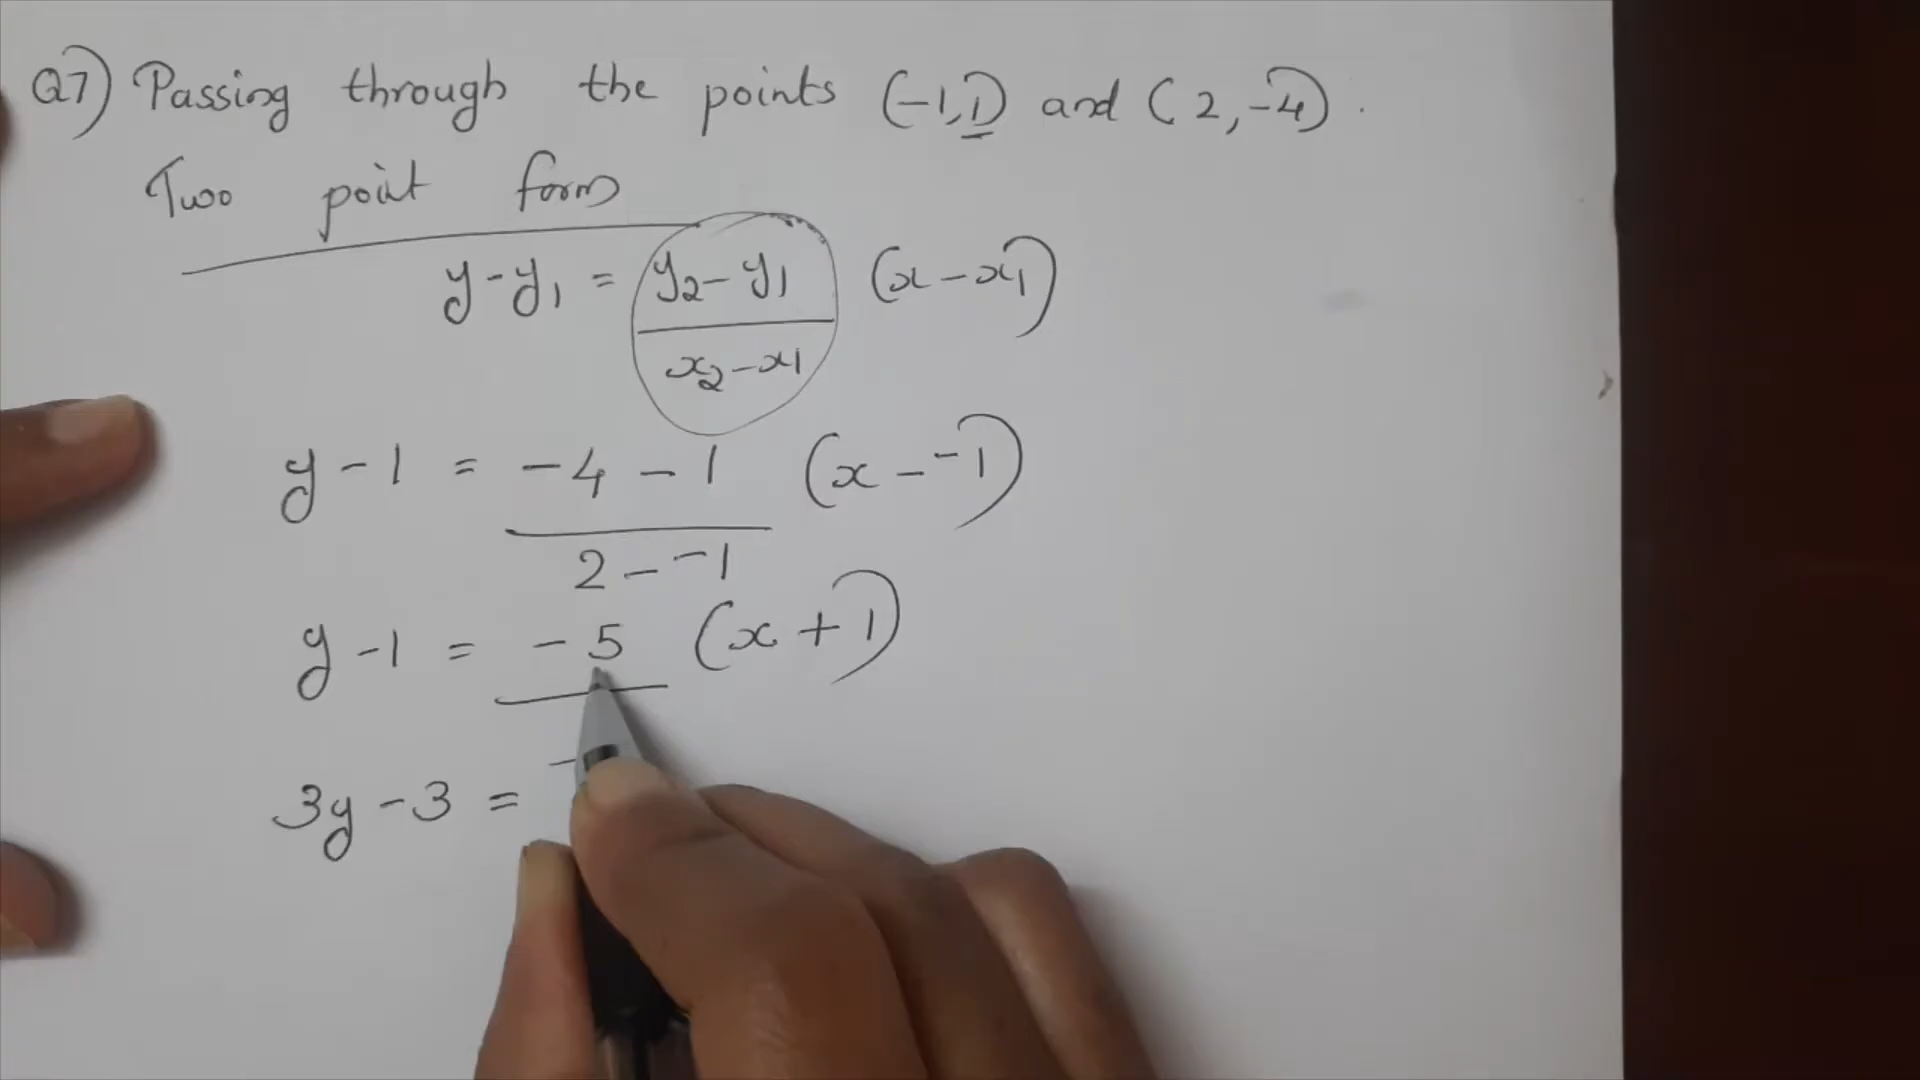 Q7) Passing through the points (-1,1) and (2,-4).
Two point form
y-y₁ = y₂-y₁ (x-x₁)
x₂-x₁
y-1 = -4-1 (x--1)
2--1
y-1 = -5 (x+1)
3y-3 = -